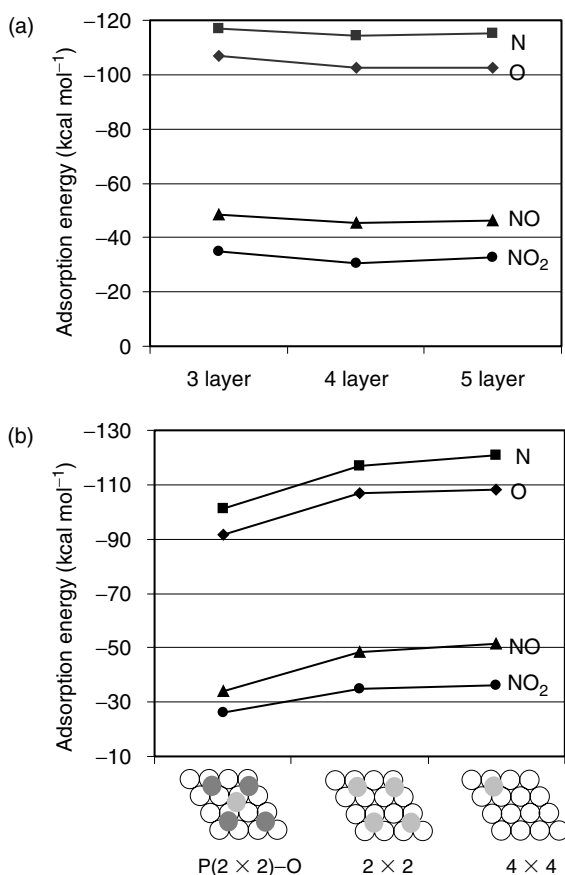 (a)
Adsorption energy (kcal mol⁻¹)
−120
−100
−80
−60
−40
−20
0
N
O
NO
NO₂
3 layer 4 layer 5 layer
(b)
Adsorption energy (kcal mol⁻¹)
−130
−110
−90
−70
−50
−30
−10
N
O
NO
NO₂
P(2 × 2)–O 2 × 2 4 × 4